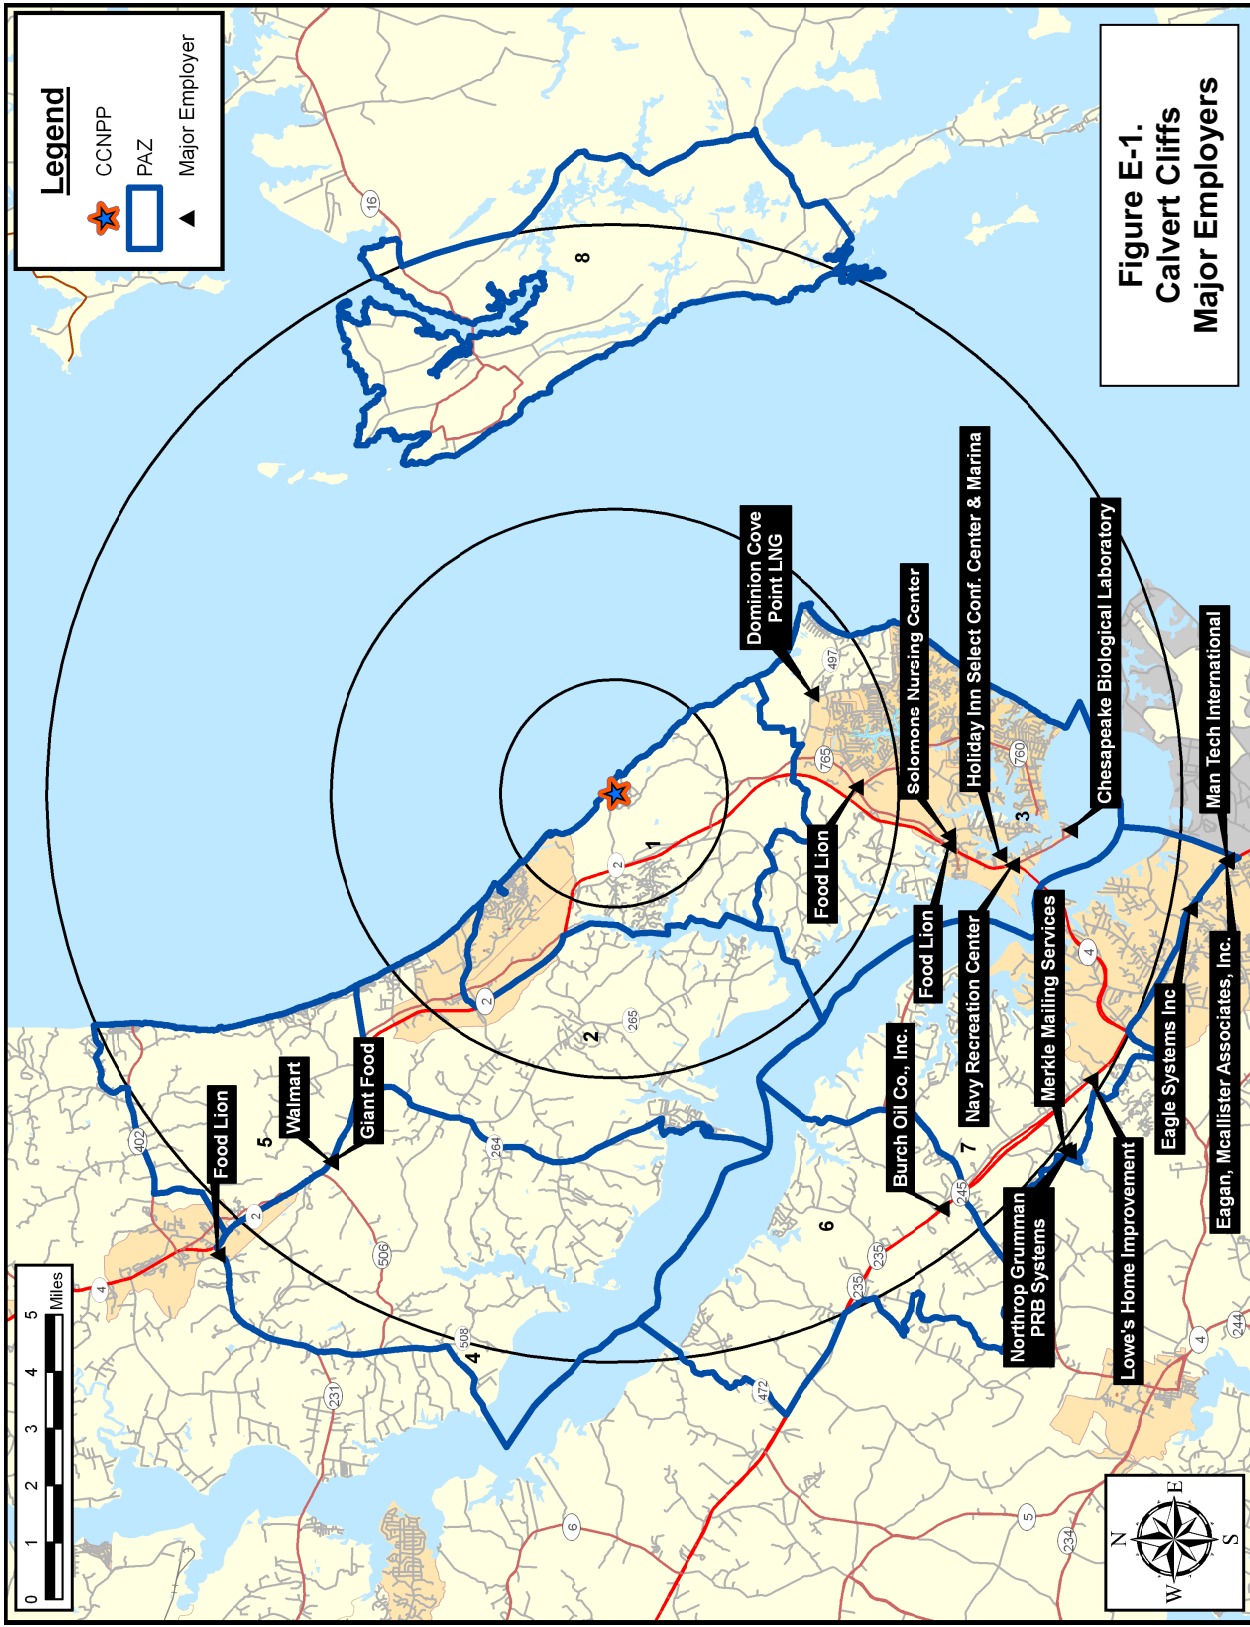 Legend
CCNPP
PAZ
Major Employer
Figure E-1.
Calvert Cliffs
Major Employers
0 1 2 3 4 5
Miles
N
E
S
W
Food Lion
Walmart
Giant Food
Dominion Cove
Point LNG
Solomons Nursing Center
Holiday Inn Select Conf. Center & Marina
Chesapeake Biological Laboratory
Man Tech International
Food Lion
Food Lion
Navy Recreation Center
Merkle Mailing Services
Burch Oil Co., Inc.
Eagle Systems Inc
Eagan, Mcallister Associates, Inc.
Northrop Grumman
PRB Systems
Lowe's Home Improvement
1
2
3
4
5
6
7
8
16
2
2
2
4
402
264
265
506
508
231
472
235
235
245
497
765
760
4
4
244
5
234
6